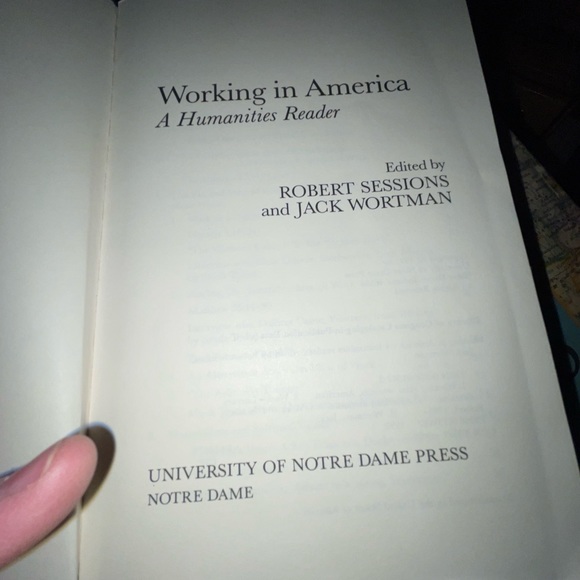 Working in America
A Humanities Reader
Edited by
ROBERT SESSIONS
and JACK WORTMAN
UNIVERSITY OF NOTRE DAME PRESS
NOTRE DAME